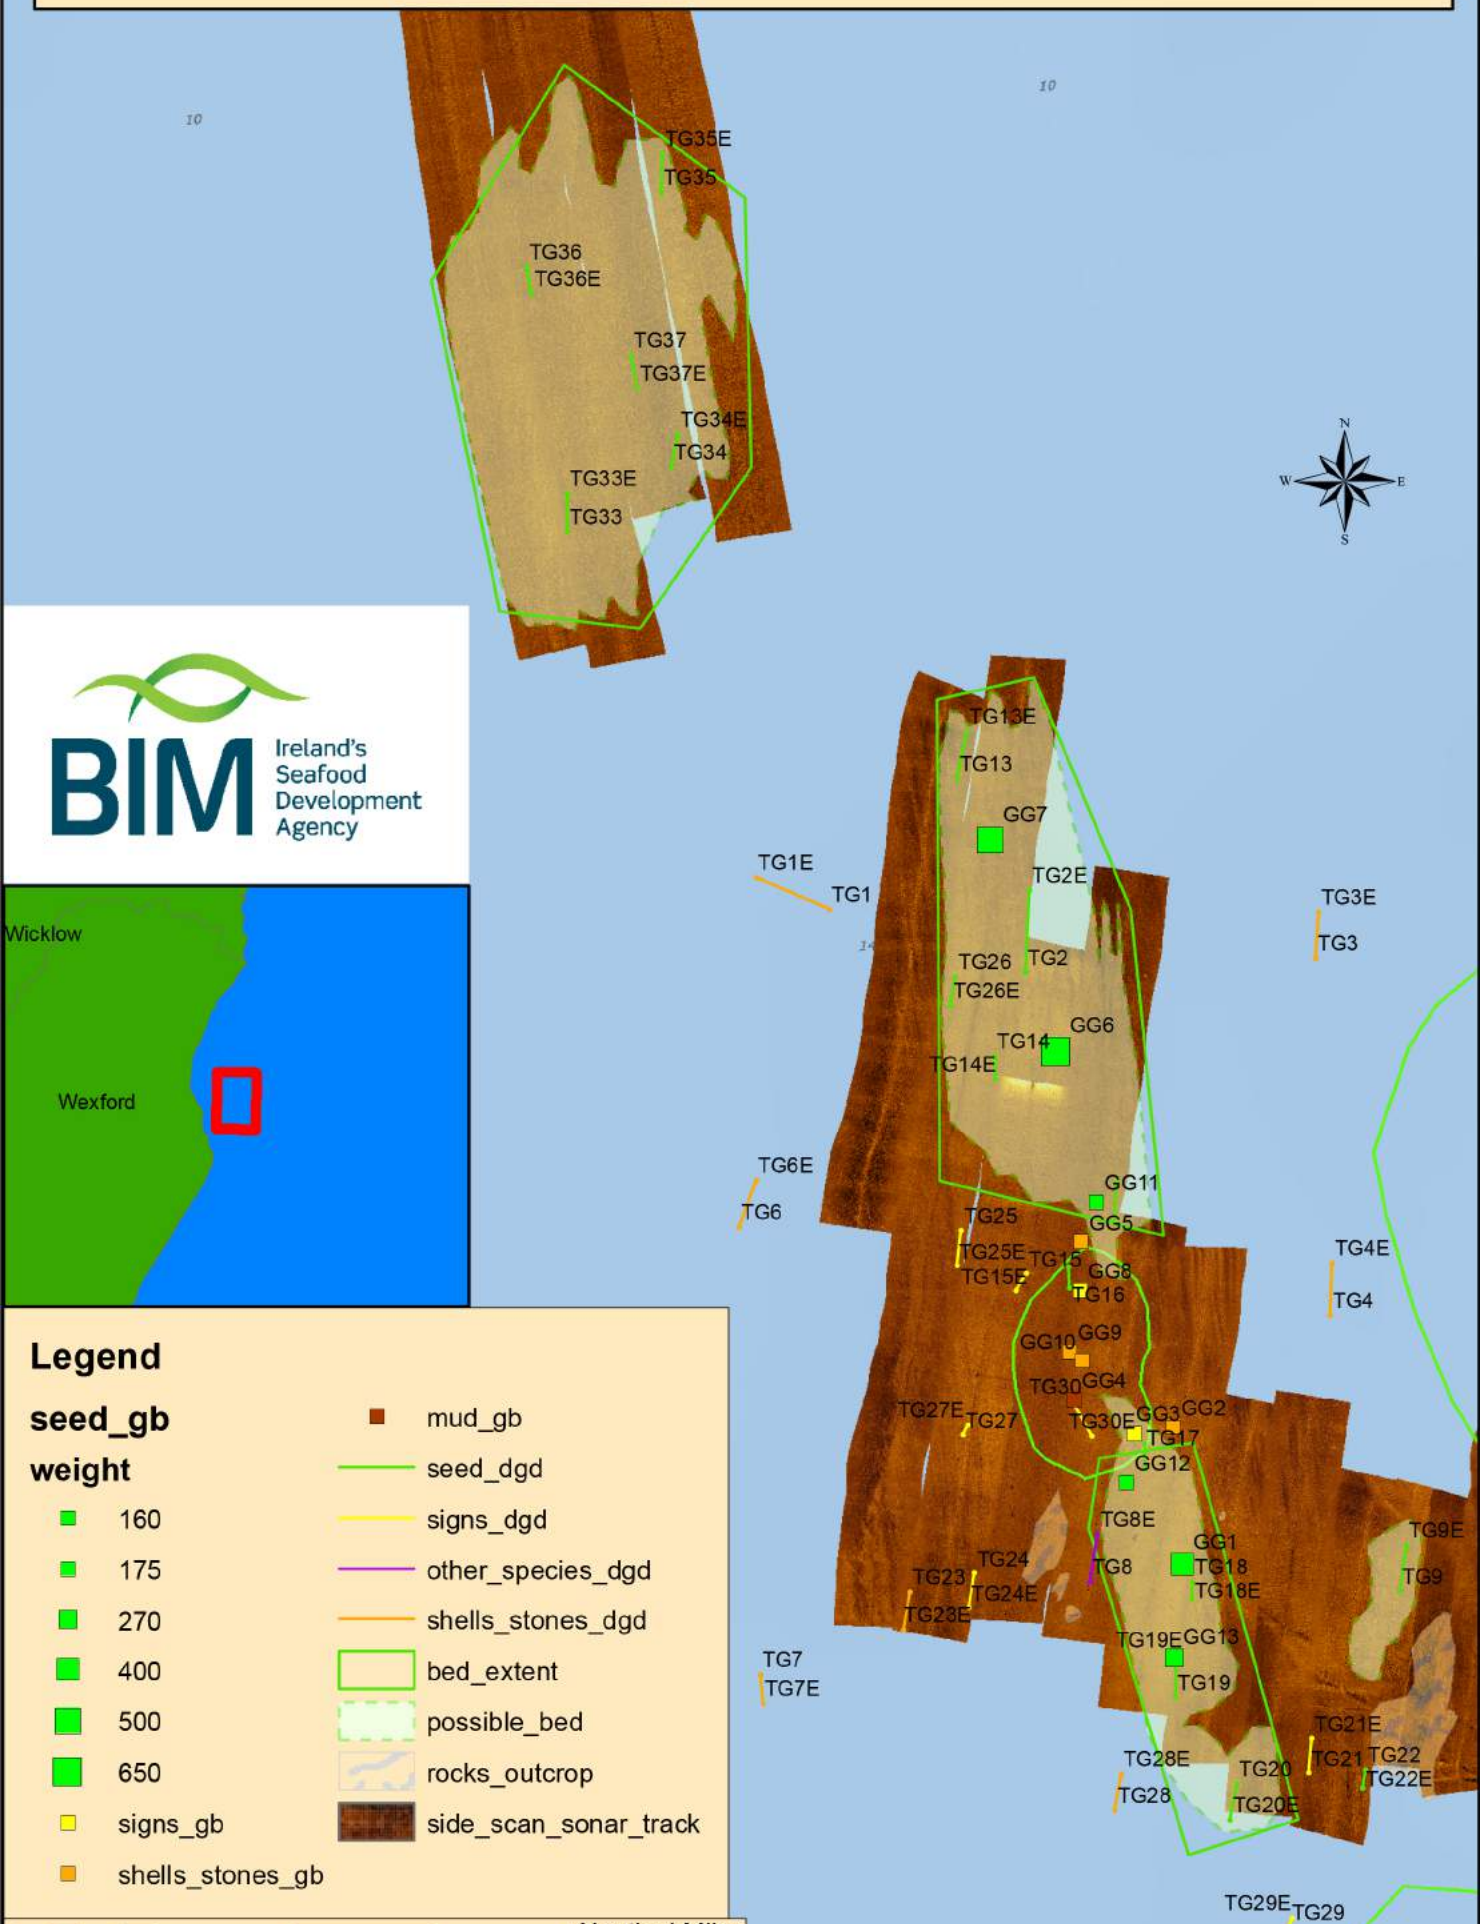 10
10
TG35E
TG35
TG36
TG36E
TG37
TG37E
TG34E
TG34
TG33E
TG33
N
W E
S
BIM
Ireland's
Seafood
Development
Agency
TG13E
TG13
GG7
TG1E
TG1
TG2E
TG3E
TG3
14
TG26
TG2
TG26E
GG6
TG14
TG14E
Wicklow
Wexford
TG6E
TG6
GG11
TG25
GG5
TG25E
TG15
TG15E
GG8
TG16
TG4E
TG4
GG10
GG9
TG30
GG4
TG27E
TG27
TG30E
GG3
GG2
TG17
GG12
TG8E
TG8
GG1
TG18
TG18E
TG9E
TG9
TG24
TG23
TG24E
TG23E
TG19E
GG13
TG19
TG7
TG7E
TG21E
TG21
TG22
TG22E
TG28E
TG28
TG20
TG20E
TG29E
TG29
Legend
seed_gb
weight
160
175
270
400
500
650
signs_gb
shells_stones_gb
mud_gb
seed_dgd
signs_dgd
other_species_dgd
shells_stones_dgd
bed_extent
possible_bed
rocks_outcrop
side_scan_sonar_track